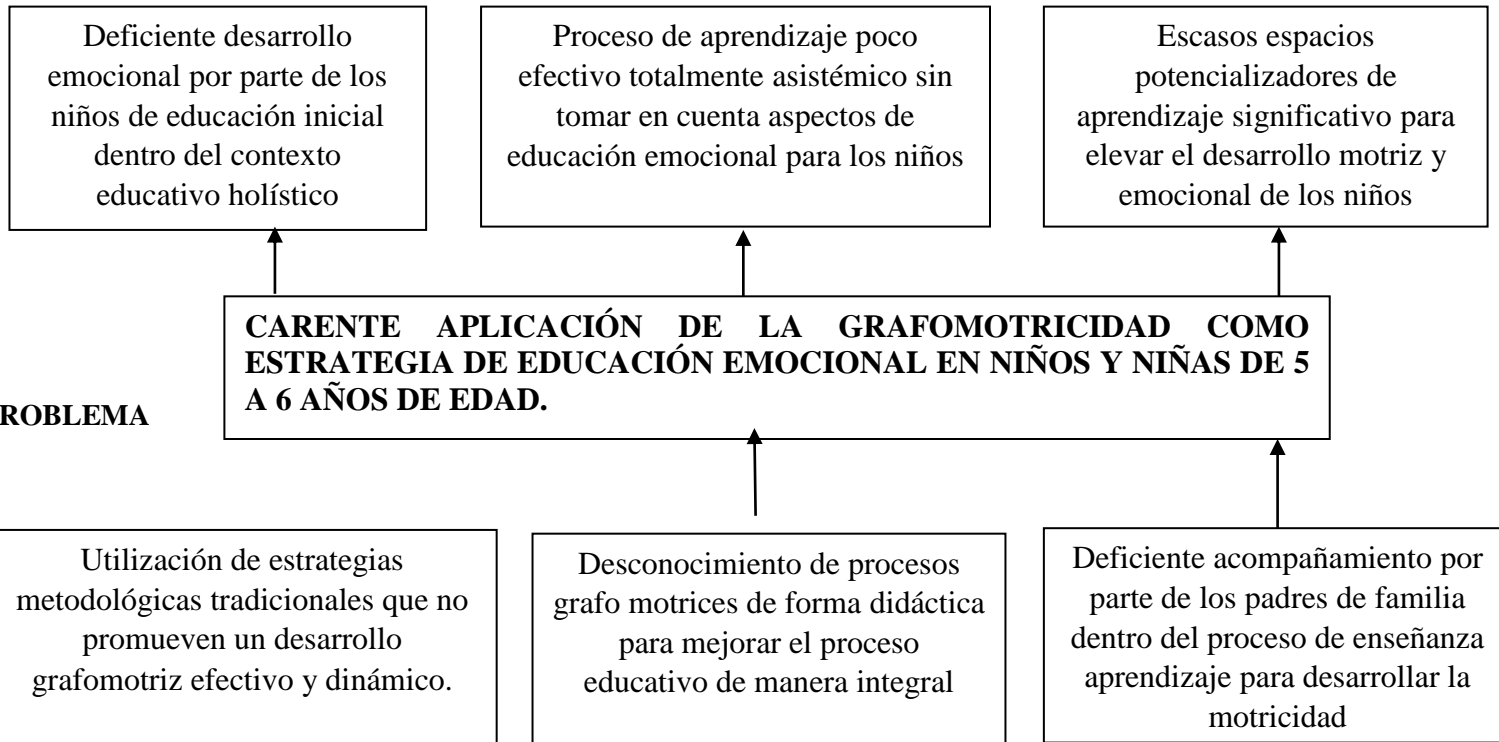 Deficiente desarrollo
emocional por parte de los
niños de educación inicial
dentro del contexto
educativo holístico
Proceso de aprendizaje poco
efectivo totalmente asistémico sin
tomar en cuenta aspectos de
educación emocional para los niños
Escasos espacios
potencializadores de
aprendizaje significativo para
elevar el desarrollo motriz y
emocional de los niños
CARENTE APLICACIÓN DE LA GRAFOMOTRICIDAD COMO
ESTRATEGIA DE EDUCACIÓN EMOCIONAL EN NIÑOS Y NIÑAS DE 5
A 6 AÑOS DE EDAD.
ROBLEMA
Utilización de estrategias
metodológicas tradicionales que no
promueven un desarrollo
grafomotriz efectivo y dinámico.
Desconocimiento de procesos
grafo motrices de forma didáctica
para mejorar el proceso
educativo de manera integral
Deficiente acompañamiento por
parte de los padres de familia
dentro del proceso de enseñanza
aprendizaje para desarrollar la
motricidad